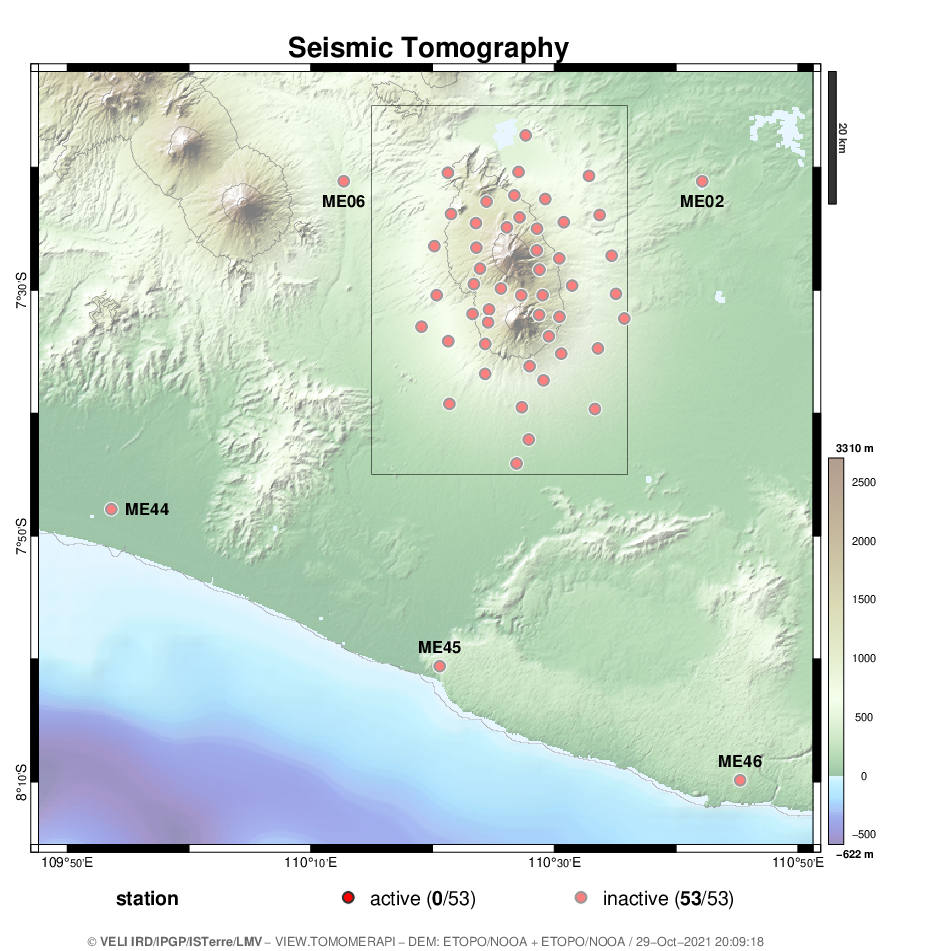 Seismic Tomography
20 km
ME06
ME02
7°30'S
3310 m
2500
ME44
7°50'S
2000
1500
ME45
1000
500
ME46
8°10'S
0
−500
−622 m
109°50'E
110°10'E
110°30'E
110°50'E
station
active (0/53)
inactive (53/53)
© VELI IRD/IPGP/ISTerre/LMV − VIEW.TOMOMERAPI − DEM: ETOPO/NOOA + ETOPO/NOOA / 29−Oct−2021 20:09:18